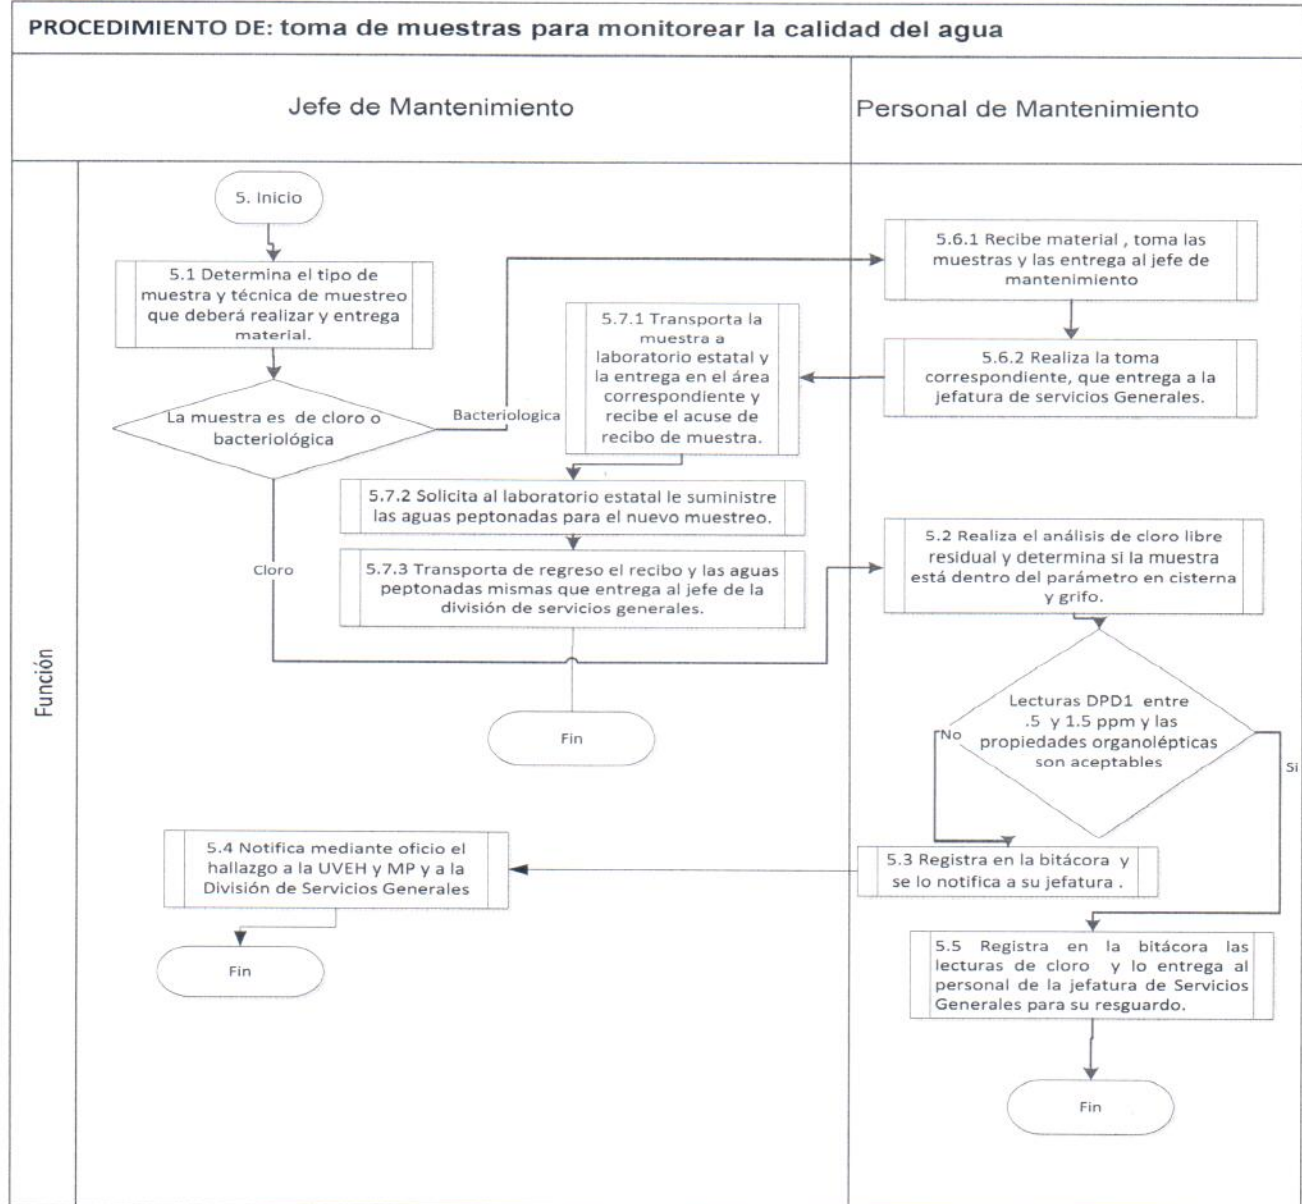 PROCEDIMIENTO DE: toma de muestras para monitorear la calidad del agua
Jefe de Mantenimiento
Personal de Mantenimiento
Función
5. Inicio
5.1 Determina el tipo de
muestra y técnica de muestreo
que deberá realizar y entrega
material.
La muestra es de cloro o
bacteriológica
Bacteriologica
Cloro
5.6.1 Recibe material , toma las
muestras y las entrega al jefe de
mantenimiento
5.6.2 Realiza la toma
correspondiente, que entrega a la
jefatura de servicios Generales.
5.7.1 Transporta la
muestra a
laboratorio estatal y
la entrega en el área
correspondiente y
recibe el acuse de
recibo de muestra.
5.7.2 Solicita al laboratorio estatal le suministre
las aguas peptonadas para el nuevo muestreo.
5.7.3 Transporta de regreso el recibo y las aguas
peptonadas mismas que entrega al jefe de la
división de servicios generales.
Fin
5.2 Realiza el análisis de cloro libre
residual y determina si la muestra
está dentro del parámetro en cisterna
y grifo.
Lecturas DPD1 entre
.5 y 1.5 ppm y las
propiedades organolépticas
son aceptables
No
Si
5.3 Registra en la bitácora y
se lo notifica a su jefatura .
5.4 Notifica mediante oficio el
hallazgo a la UVEH y MP y a la
División de Servicios Generales
Fin
5.5 Registra en la bitácora las
lecturas de cloro y lo entrega al
personal de la jefatura de Servicios
Generales para su resguardo.
Fin